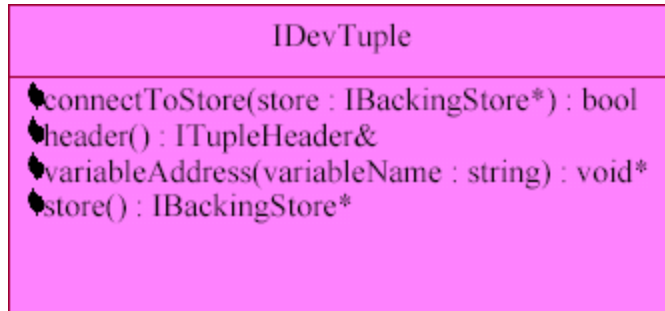 IDevTuple
connectToStore(store : IBackingStore*) : bool
header() : ITupleHeader&
variableAddress(variableName : string) : void*
store() : IBackingStore*